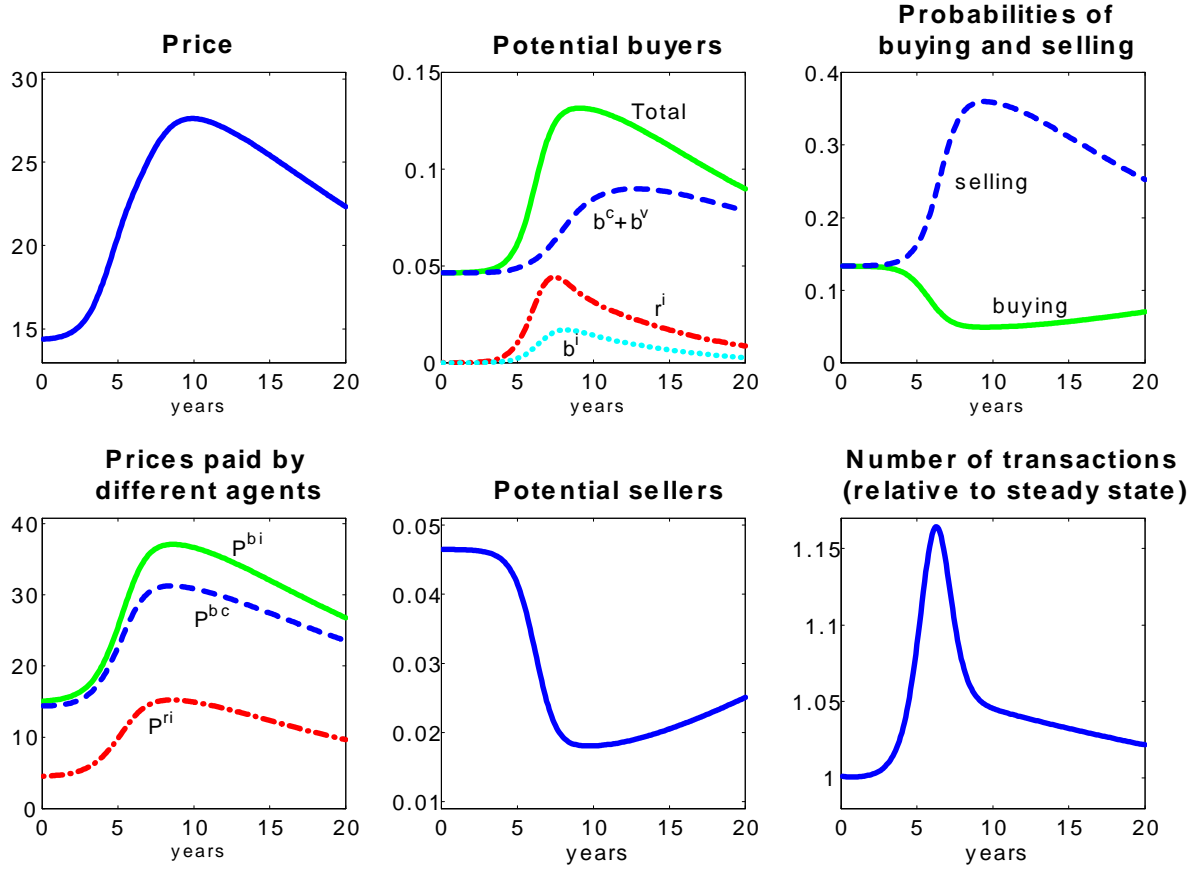 Price
30
25
20
15
0 5 10 15 20
years
Potential buyers
0.15
0.1
0.05
0
Total
b^c + b^v
r^i
b^i
0 5 10 15 20
years
Probabilities of
buying and selling
0.4
0.3
0.2
0.1
0
selling
buying
0 5 10 15 20
years
Prices paid by
different agents
40
30
20
10
0
P^bi
P^bc
P^ri
0 5 10 15 20
years
Potential sellers
0.05
0.04
0.03
0.02
0.01
0 5 10 15 20
years
Number of transactions
(relative to steady state)
1.15
1.1
1.05
1
0 5 10 15 20
years